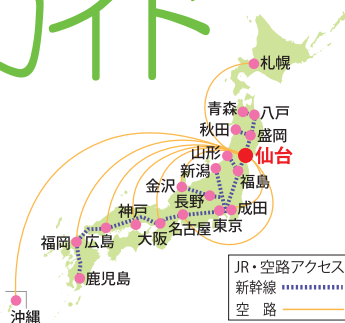 ガイド
札幌
青森
八戸
秋田
盛岡
山形
仙台
新潟
福島
金沢
長野
成田
神戸
東京
名古屋
福岡
広島
大阪
鹿児島
沖縄
JR・空路アクセス
新幹線
空 路